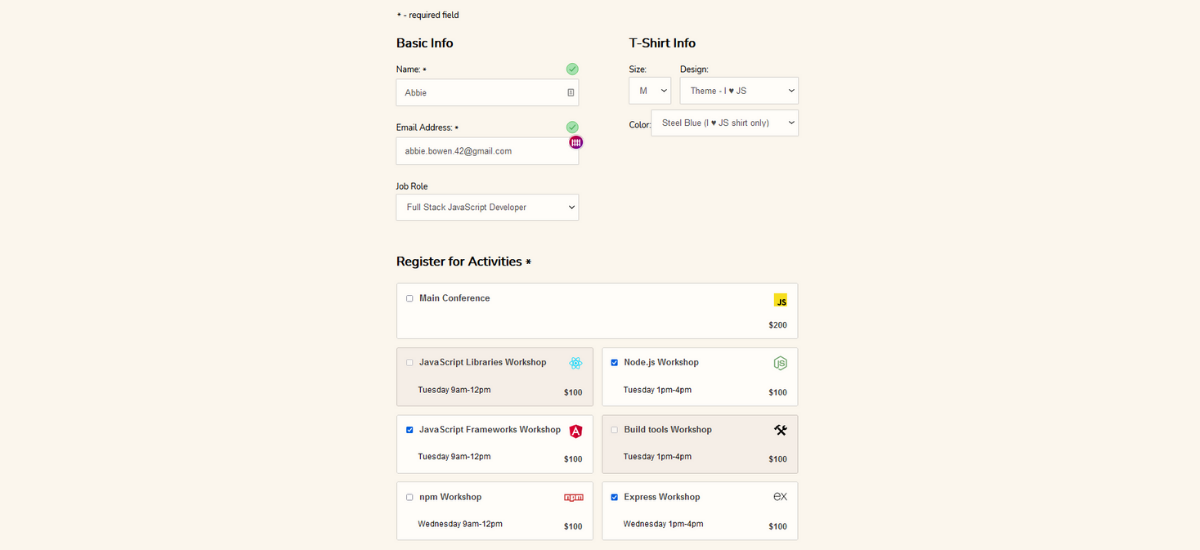 * - required field
Basic Info
Name: *
Abbie
Email Address: *
abbie.bowen.42@gmail.com
Job Role
Full Stack JavaScript Developer
T-Shirt Info
Size:
Design:
M
Theme - I ♥ JS
Color:
Steel Blue (I ♥ JS shirt only)
Register for Activities *
Main Conference
JS
$200
JavaScript Libraries Workshop
Tuesday 9am-12pm
$100
Node.js Workshop
JS
Tuesday 1pm-4pm
$100
JavaScript Frameworks Workshop
A
Tuesday 9am-12pm
$100
Build tools Workshop
Tuesday 1pm-4pm
$100
npm Workshop
npm
Wednesday 9am-12pm
$100
Express Workshop
ex
Wednesday 1pm-4pm
$100